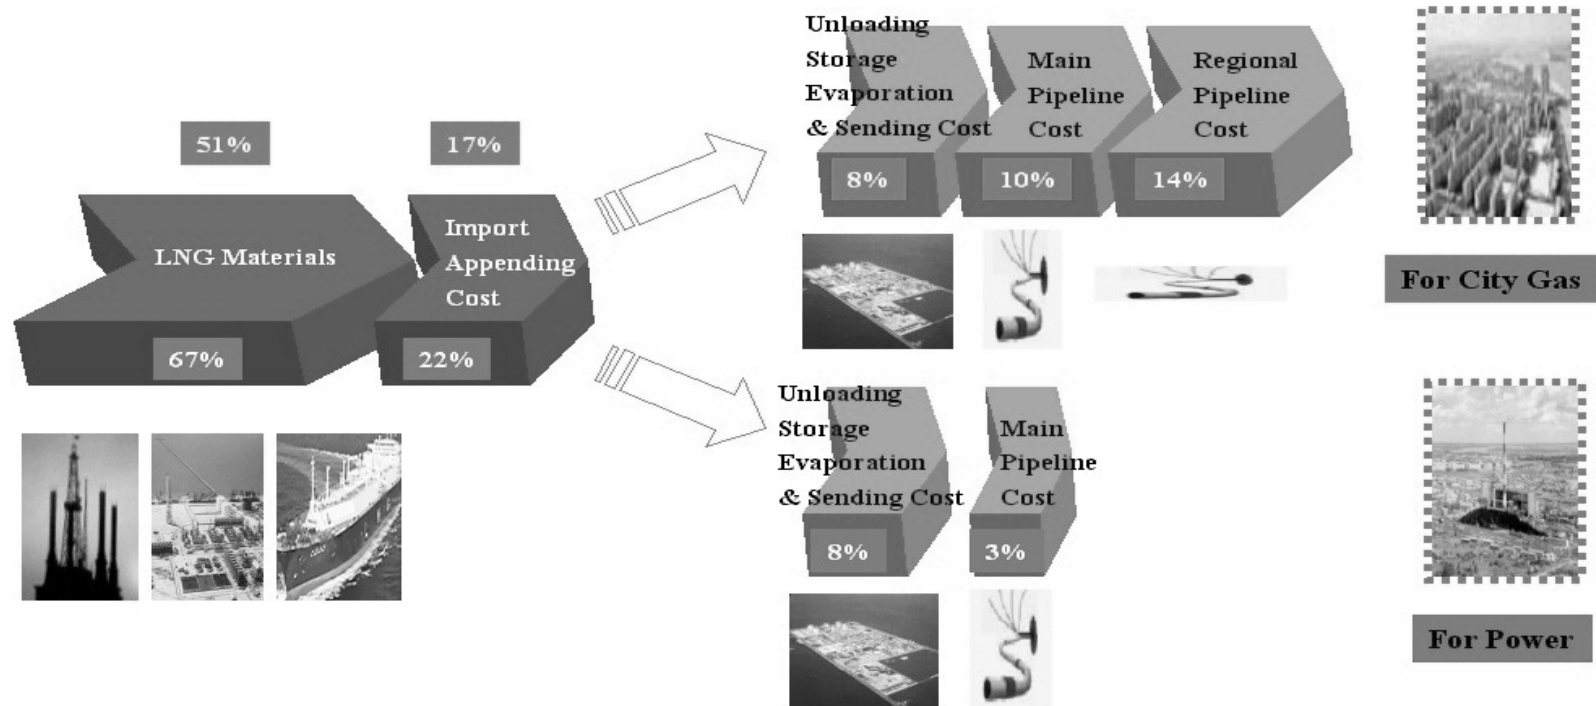 51%
17%
LNG Materials
Import
Appending
Cost
67%
22%
Unloading
Storage
Evaporation
& Sending Cost
Main
Pipeline
Cost
Regional
Pipeline
Cost
8%
10%
14%
For City Gas
Unloading
Storage
Evaporation
& Sending Cost
Main
Pipeline
Cost
8%
3%
For Power